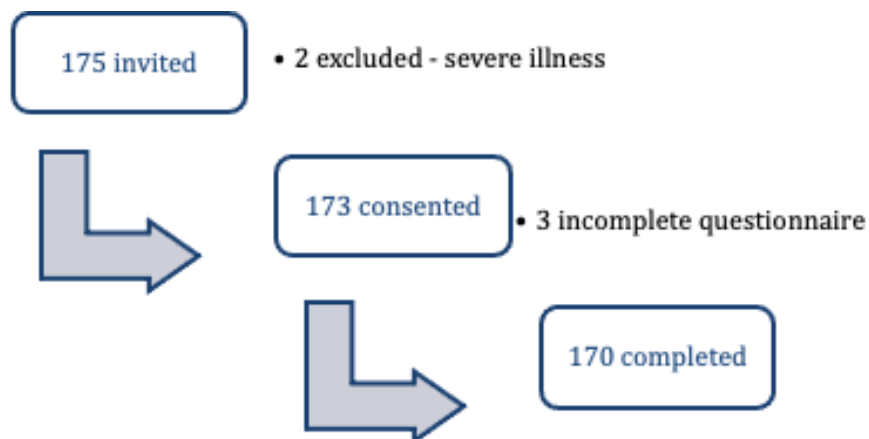 175 invited
• 2 excluded - severe illness
173 consented
• 3 incomplete questionnaire
170 completed